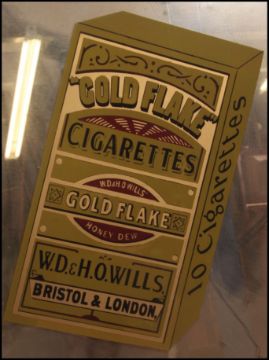 "GOLD FLAKE"
CIGARETTES
W.D.& H.O.WILLS
GOLD FLAKE
HONEY DEW
W.D.& H.O.WILLS,
BRISTOL & LONDON.
10 Cigarettes